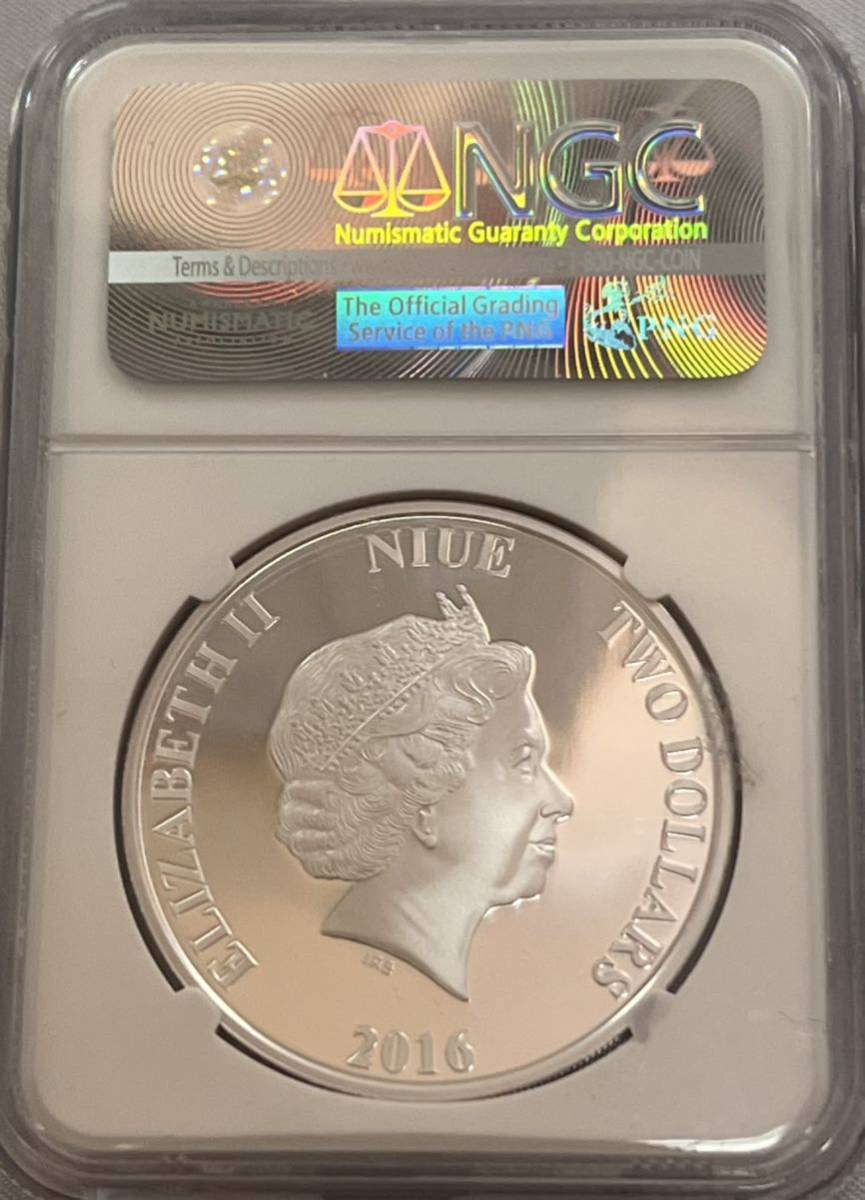 NGC
Numismatic Guaranty Corporation
Terms & Descriptions
1-800-NGC-COIN
NUMISMATIC
The Official Grading
Service of the PNG
PNG
NIUE
ELIZABETH II
TWO DOLLARS
IRB
2016